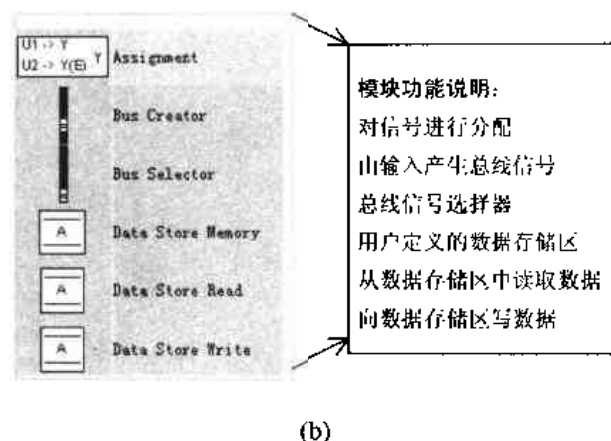 U1 -> Y
U2 -> Y(E) Y
Assignment
Bus Creator
Bus Selector
A
Data Store Memory
A
Data Store Read
A
Data Store Write
模块功能说明：
对信号进行分配
由输入产生总线信号
总线信号选择器
用户定义的数据存储区
从数据存储区中读取数据
向数据存储区写数据
(b)